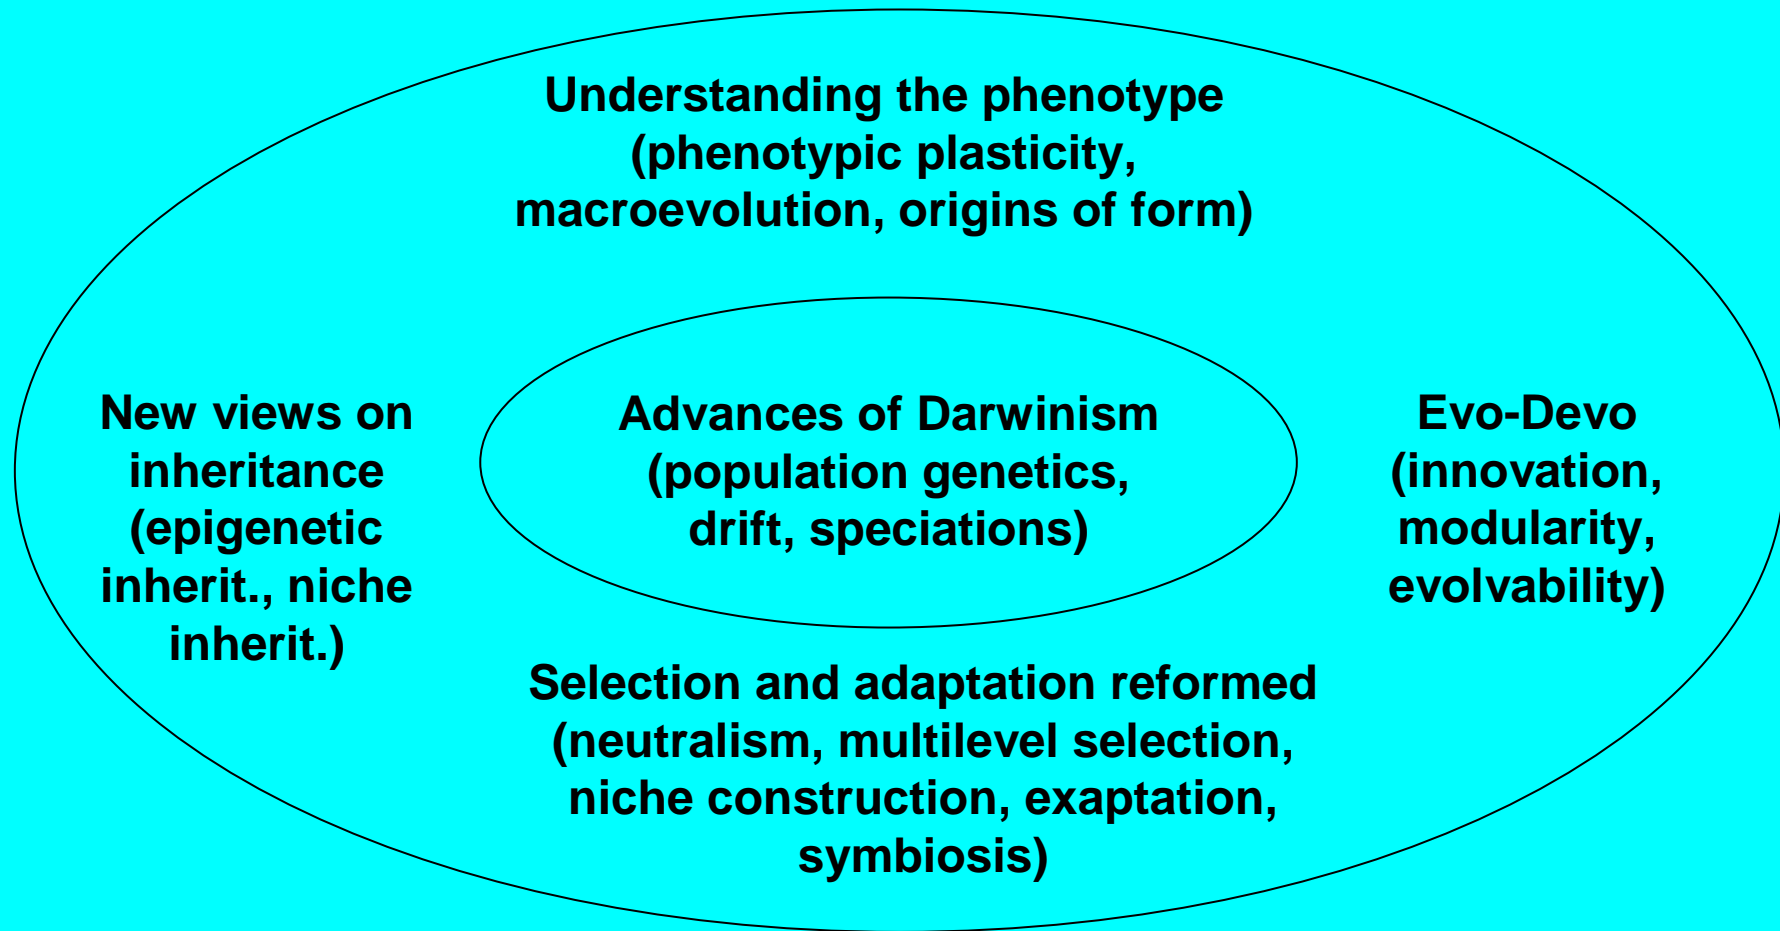 Understanding the phenotype
(phenotypic plasticity,
macroevolution, origins of form)
New views on
inheritance
(epigenetic
inherit., niche
inherit.)
Advances of Darwinism
(population genetics,
drift, speciations)
Evo-Devo
(innovation,
modularity,
evolvability)
Selection and adaptation reformed
(neutralism, multilevel selection,
niche construction, exaptation,
symbiosis)